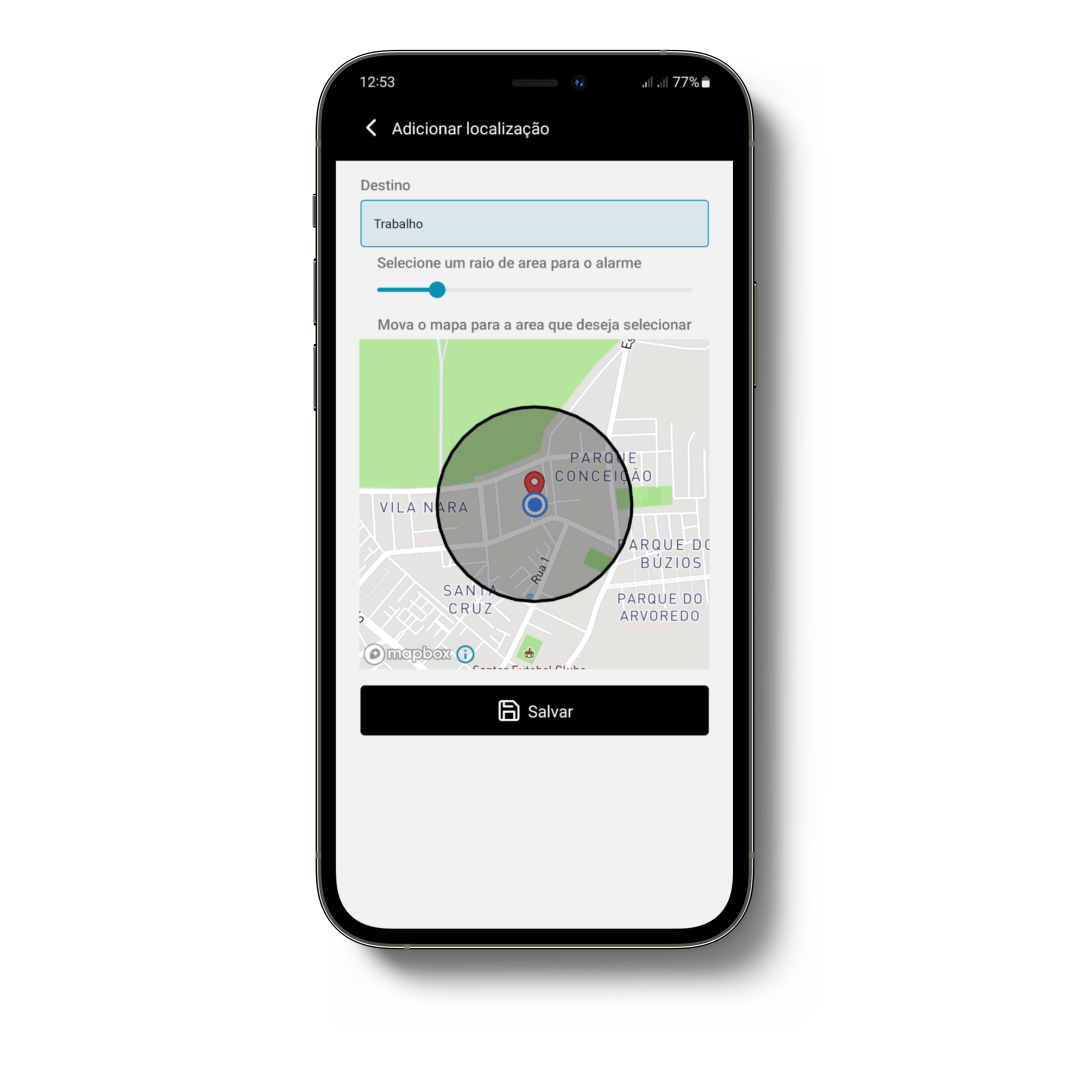 12:53
77%
Adicionar localização
Destino
Trabalho
Selecione um raio de area para o alarme
Mova o mapa para a area que deseja selecionar
PARQUE
CONCEIÇÃO
VILA NARA
PARQUE DO
BÚZIOS
Rua 1
SANTA
CRUZ
PARQUE DO
ARVOREDO
mapbox
Santos Futebol Clube
Salvar